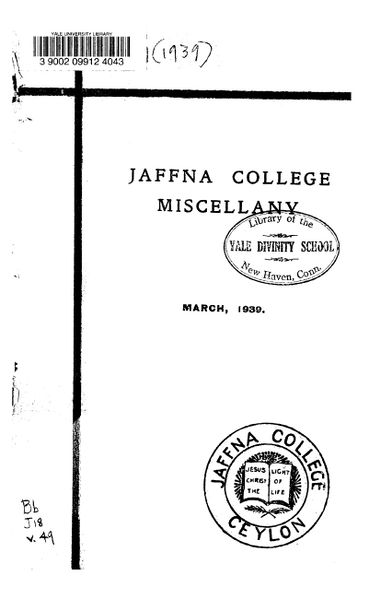 YALE UNIVERSITY LIBRARY
3 9002 09912 4043
1(1939)
JAFFNA COLLEGE
MISCELLANY
Library of the
YALE DIVINITY SCHOOL
New Haven, Conn.
MARCH, 1939.
JAFFNA COLLEGE
JESUS LIGHT
CHRIST OF
THE LIFE
CEYLON
Bb
J18
v. 49